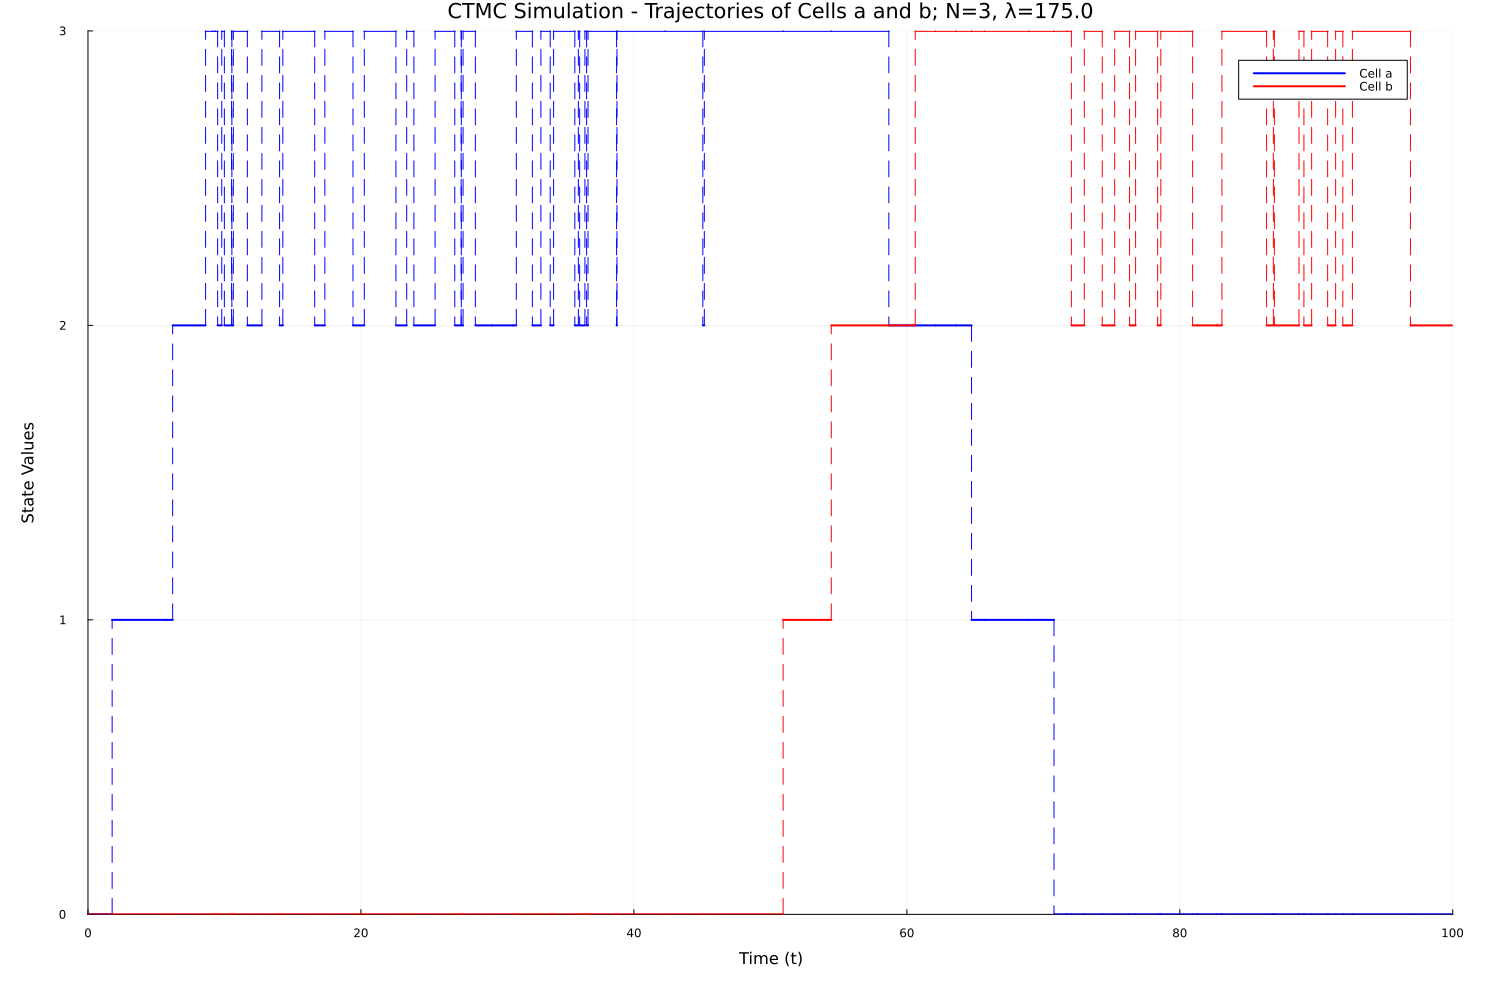 CTMC Simulation - Trajectories of Cells a and b; N=3, λ=175.0
3
Cell a
Cell b
2
State Values
1
0
0 20 40 60 80 100
Time (t)